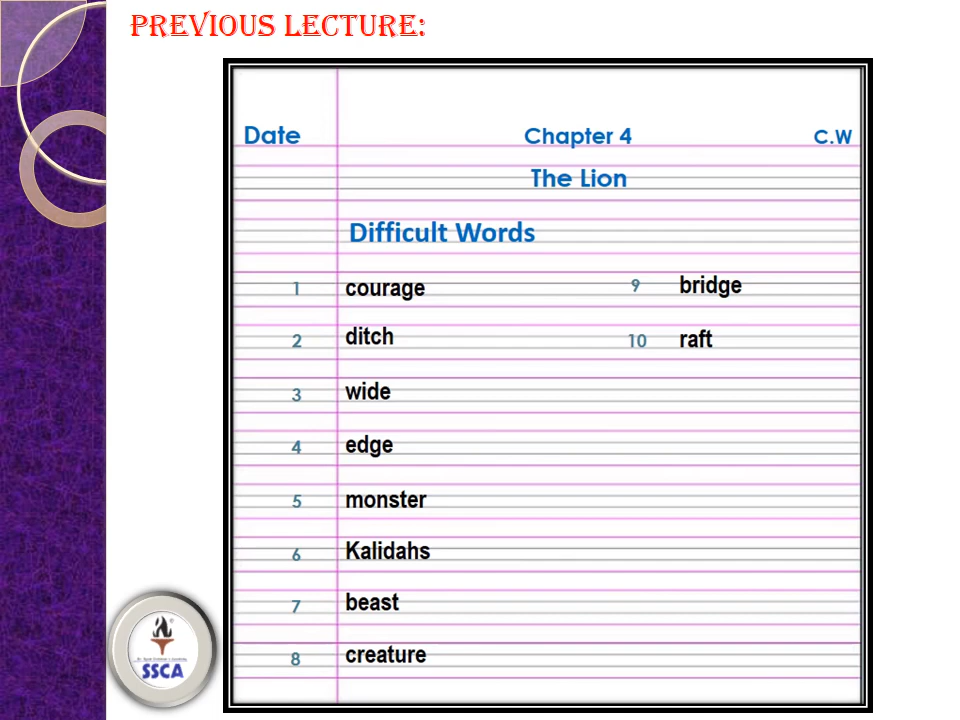 PREVIOUS LECTURE:
Date Chapter 4 C.W
The Lion
Difficult Words
1 courage
2 ditch
3 wide
4 edge
5 monster
6 Kalidahs
7 beast
8 creature
9 bridge
10 raft
SSCA